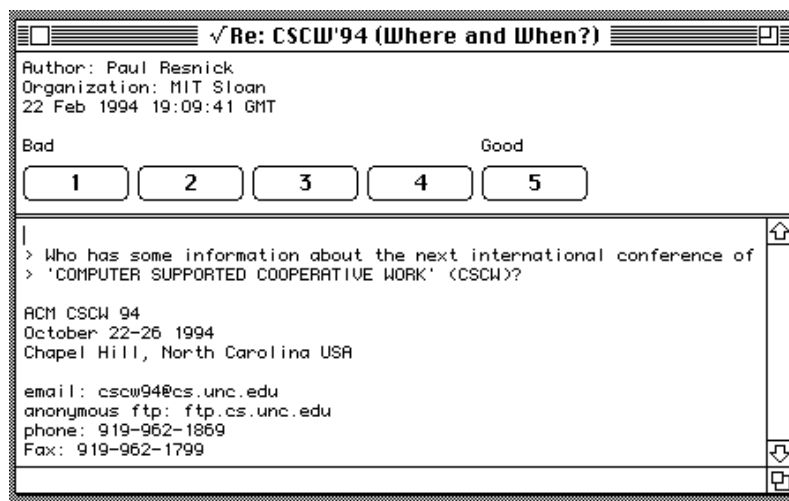 √Re: CSCW'94 (Where and When?)
Author: Paul Resnick
Organization: MIT Sloan
22 Feb 1994 19:09:41 GMT
Bad Good
1 2 3 4 5
> Who has some information about the next international conference of
> 'COMPUTER SUPPORTED COOPERATIVE WORK' (CSCW)?
ACM CSCW 94
October 22-26 1994
Chapel Hill, North Carolina USA
email: cscw94@cs.unc.edu
anonymous ftp: ftp.cs.unc.edu
phone: 919-962-1869
Fax: 919-962-1799